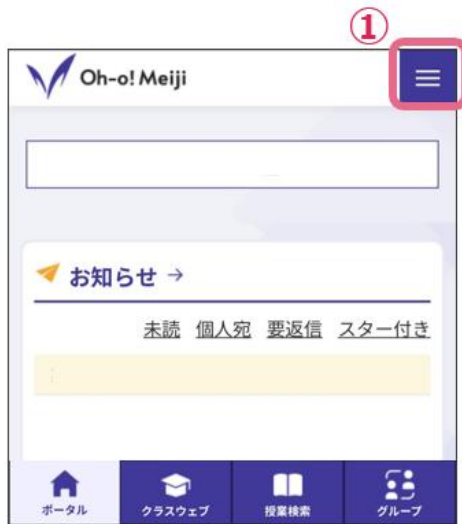 ①
Oh-o! Meiji
お知らせ →
未読 個人宛 要返信 スター付き
ポータル クラスウェブ 授業検索 グループ